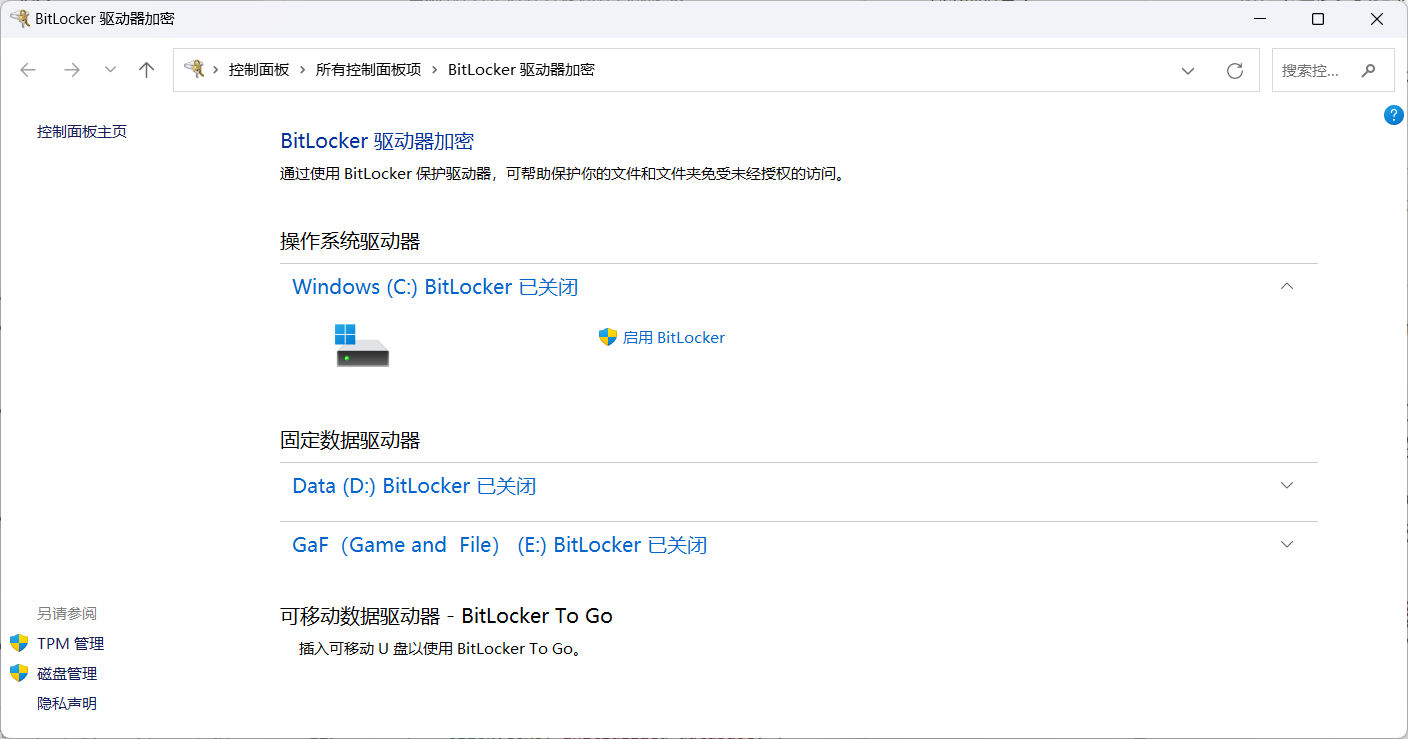 BitLocker 驱动器加密
控制面板 › 所有控制面板项 › BitLocker 驱动器加密
搜索控...
控制面板主页
BitLocker 驱动器加密
通过使用 BitLocker 保护驱动器，可帮助保护你的文件和文件夹免受未经授权的访问。
操作系统驱动器
Windows (C:) BitLocker 已关闭
启用 BitLocker
固定数据驱动器
Data (D:) BitLocker 已关闭
GaF（Game and  File） (E:) BitLocker 已关闭
可移动数据驱动器 - BitLocker To Go
插入可移动 U 盘以使用 BitLocker To Go。
另请参阅
TPM 管理
磁盘管理
隐私声明